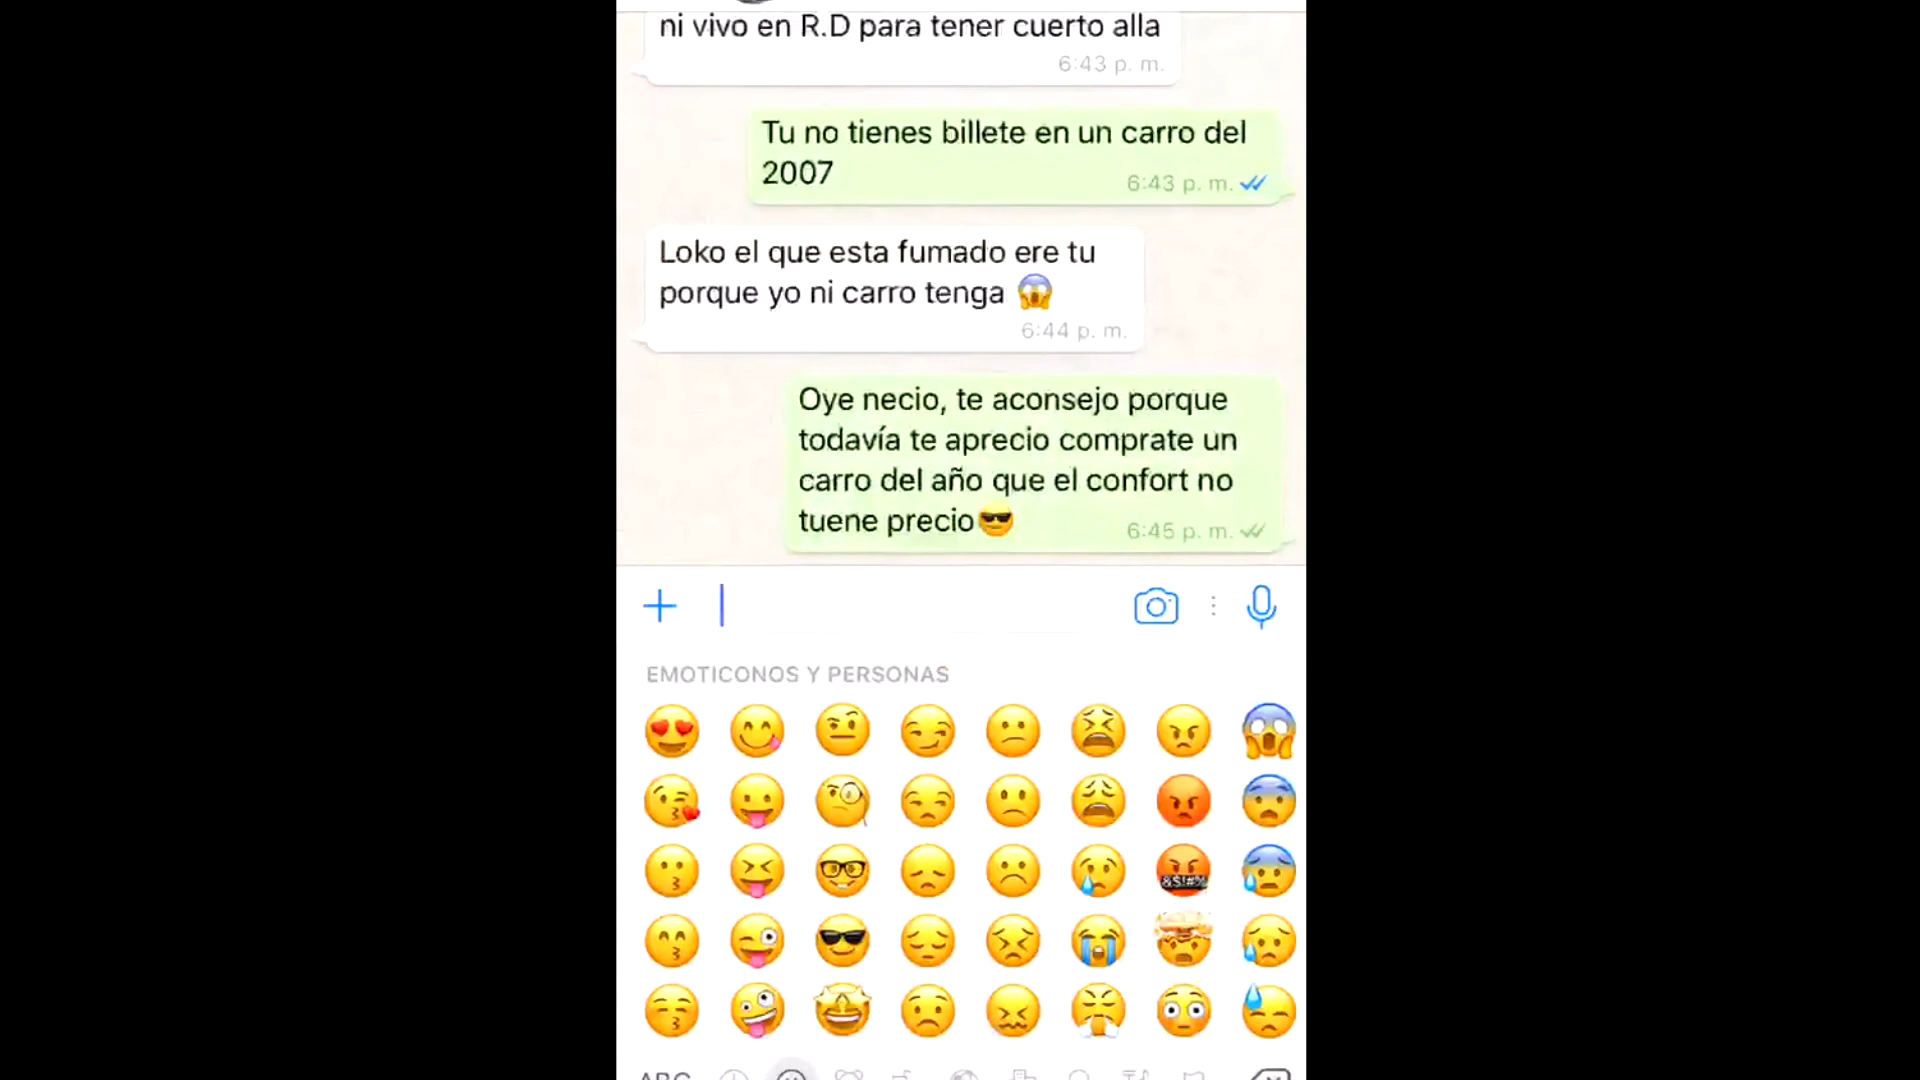 ni vivo en R.D para tener cuerto alla
6:43 p. m.
Tu no tienes billete en un carro del
2007
6:43 p. m.
Loko el que esta fumado ere tu
porque yo ni carro tenga 😱
6:44 p. m.
Oye necio, te aconsejo porque
todavía te aprecio comprate un
carro del año que el confort no
tuene precio😎
6:45 p. m.
EMOTICONOS Y PERSONAS
&$!#%
ABC